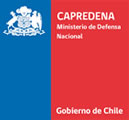 CAPREDENA
Ministerio de Defensa
Nacional
Gobierno de Chile